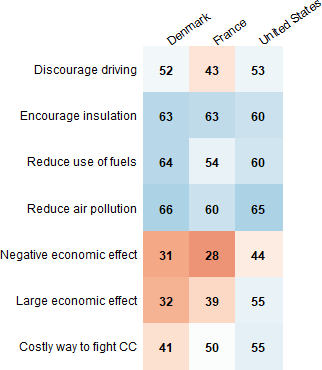 Denmark France United States
Discourage driving 52 43 53
Encourage insulation 63 63 60
Reduce use of fuels 64 54 60
Reduce air pollution 66 60 65
Negative economic effect 31 28 44
Large economic effect 32 39 55
Costly way to fight CC 41 50 55